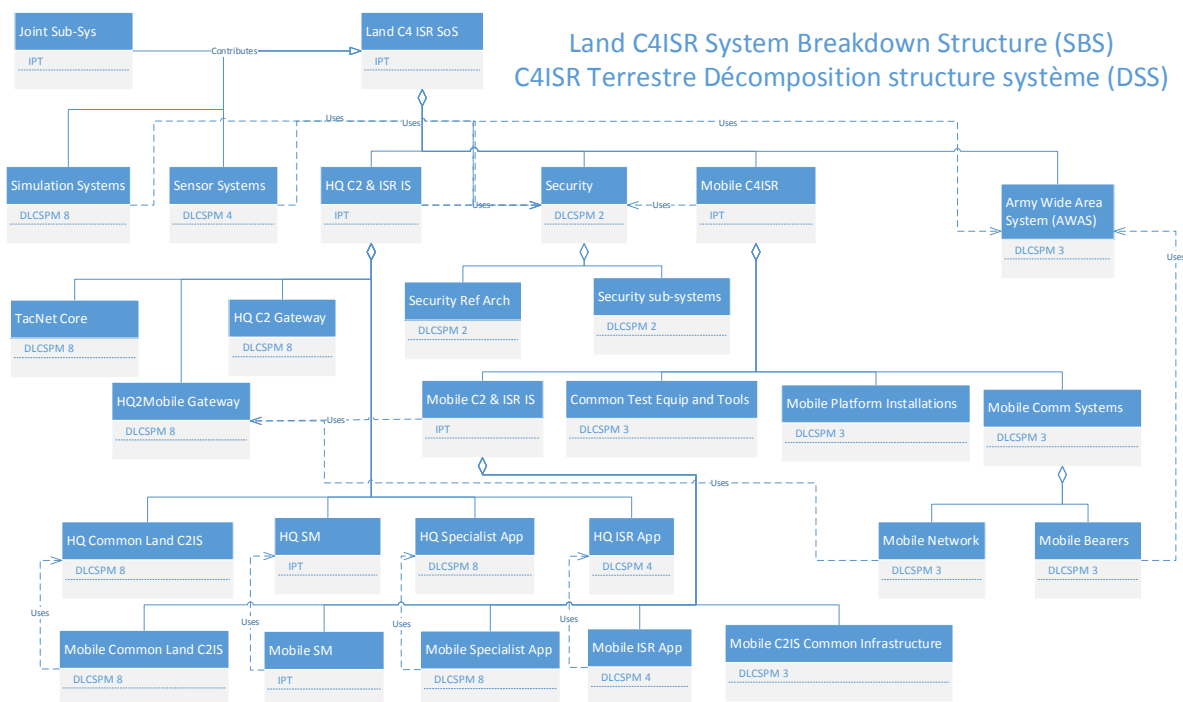 Joint Sub-Sys
IPT
Contributes
Land C4 ISR SoS
IPT
Land C4ISR System Breakdown Structure (SBS)
C4ISR Terrestre Décomposition structure système (DSS)
Uses
Uses
Uses
Simulation Systems
DLCSPM 8
Sensor Systems
DLCSPM 4
HQ C2 & ISR IS
IPT
Uses
Security
DLCSPM 2
Uses
Mobile C4ISR
IPT
Army Wide Area
System (AWAS)
DLCSPM 3
Uses
TacNet Core
DLCSPM 8
HQ C2 Gateway
DLCSPM 8
Security Ref Arch
DLCSPM 2
Security sub-systems
DLCSPM 2
HQ2Mobile Gateway
DLCSPM 8
Uses
Mobile C2 & ISR IS
IPT
Common Test Equip and Tools
DLCSPM 3
Mobile Platform Installations
DLCSPM 3
Mobile Comm Systems
DLCSPM 3
Uses
HQ Common Land C2IS
DLCSPM 8
HQ SM
IPT
HQ Specialist App
DLCSPM 8
HQ ISR App
DLCSPM 4
Mobile Network
DLCSPM 3
Mobile Bearers
DLCSPM 3
Uses
Uses
Uses
Uses
Mobile Common Land C2IS
DLCSPM 8
Mobile SM
IPT
Mobile Specialist App
DLCSPM 8
Mobile ISR App
DLCSPM 4
Mobile C2IS Common Infrastructure
DLCSPM 3